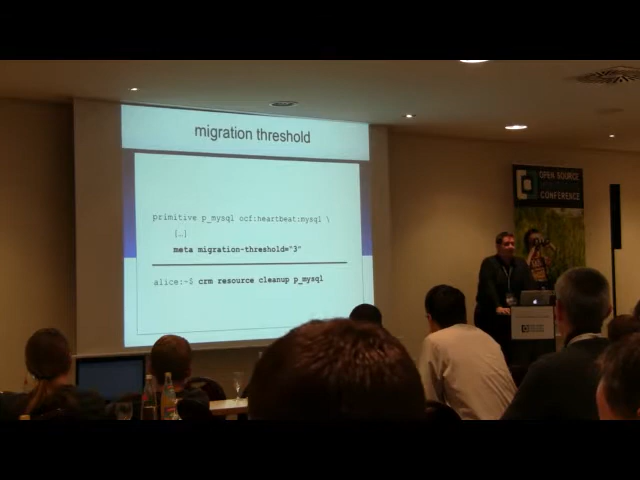 migration threshold
primitive p_mysql ocf:heartbeat:mysql \
[…]
meta migration-threshold="3"
alice:~$ crm resource cleanup p_mysql
OPEN SOURCE
CONFERENCE